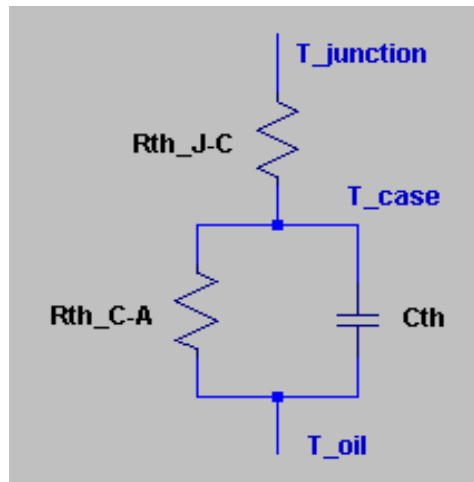 T_junction
Rth_J-C
T_case
Rth_C-A
Cth
T_oil